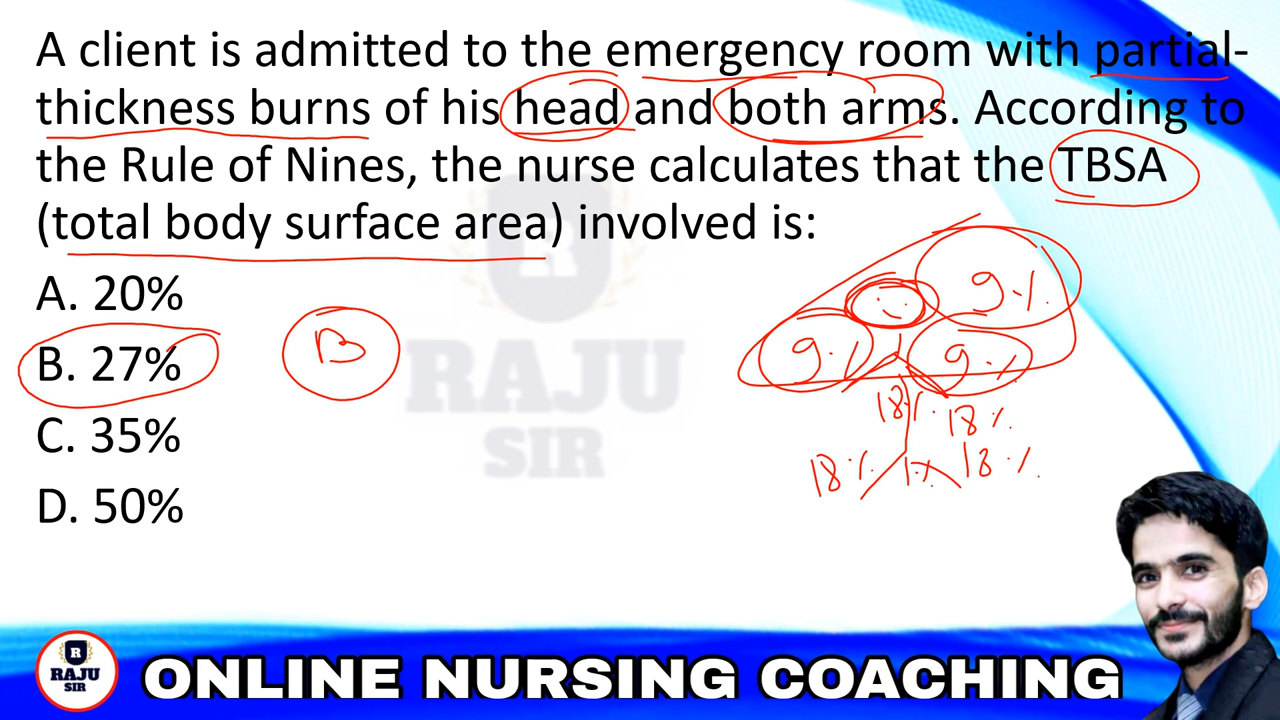 A client is admitted to the emergency room with partial-
thickness burns of his head and both arms. According to
the Rule of Nines, the nurse calculates that the TBSA
(total body surface area) involved is:
A. 20%
B. 27%
C. 35%
D. 50%
B
9%
9%
9%
18% 18%
18% 1% 18%
R
RAJU
SIR
R
RAJU
SIR
ONLINE NURSING COACHING